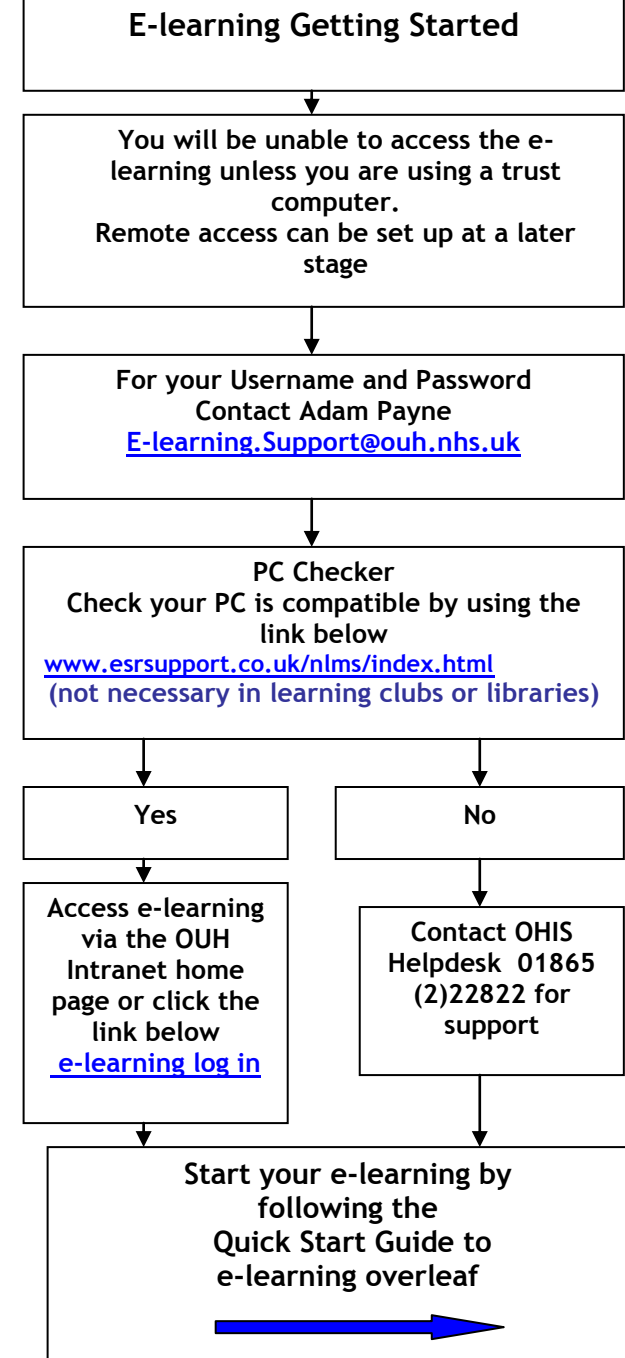 E-learning Getting Started
You will be unable to access the e-
learning unless you are using a trust
computer.
Remote access can be set up at a later
stage
For your Username and Password
Contact Adam Payne
E-learning.Support@ouh.nhs.uk
PC Checker
Check your PC is compatible by using the
link below
www.esrsupport.co.uk/nlms/index.html
(not necessary in learning clubs or libraries)
Yes
No
Access e-learning
via the OUH
Intranet home
page or click the
link below
e-learning log in
Contact OHIS
Helpdesk 01865
(2)22822 for
support
Start your e-learning by
following the
Quick Start Guide to
e-learning overleaf